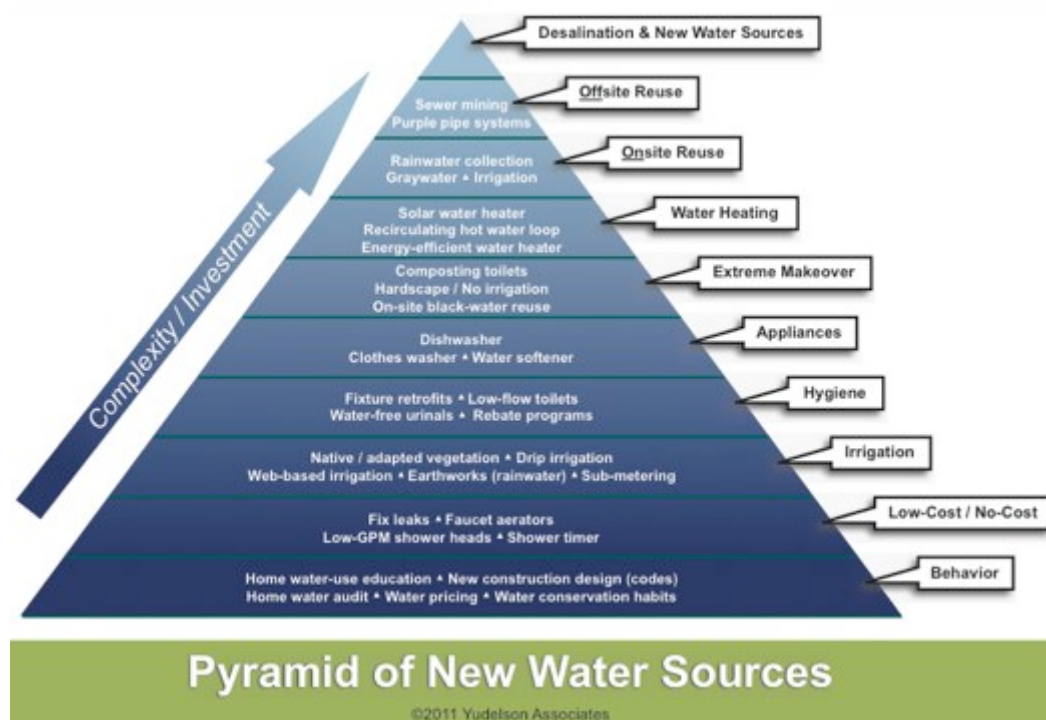 Desalination & New Water Sources
Sewer mining
Purple pipe systems
Offsite Reuse
Rainwater collection
Graywater ▲ Irrigation
Onsite Reuse
Solar water heater
Recirculating hot water loop
Energy-efficient water heater
Water Heating
Composting toilets
Hardscape / No irrigation
On-site black-water reuse
Extreme Makeover
Dishwasher
Clothes washer ▲ Water softener
Appliances
Fixture retrofits ▲ Low-flow toilets
Water-free urinals ▲ Rebate programs
Hygiene
Native / adapted vegetation ▲ Drip irrigation
Web-based irrigation ▲ Earthworks (rainwater) ▲ Sub-metering
Irrigation
Fix leaks ▲ Faucet aerators
Low-GPM shower heads ▲ Shower timer
Low-Cost / No-Cost
Home water-use education ▲ New construction design (codes)
Home water audit ▲ Water pricing ▲ Water conservation habits
Behavior
Complexity / Investment
Pyramid of New Water Sources
©2011 Yudelson Associates